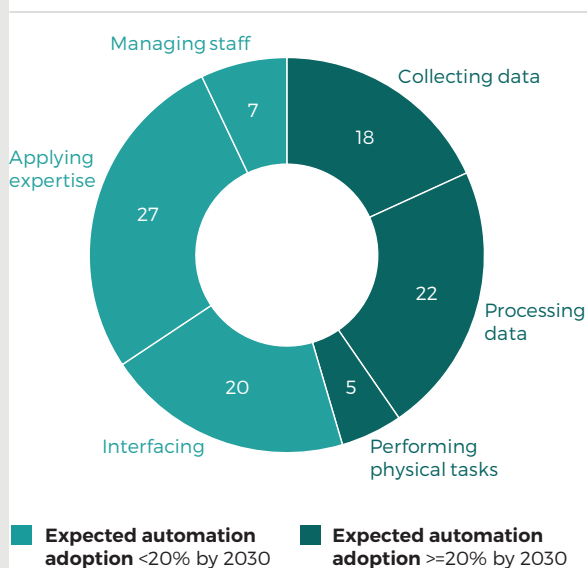 Managing staff
Collecting data
7
18
Applying
expertise
27
22
Processing
data
20
5
Interfacing
Performing
physical tasks
Expected automation
adoption <20% by 2030
Expected automation
adoption >=20% by 2030